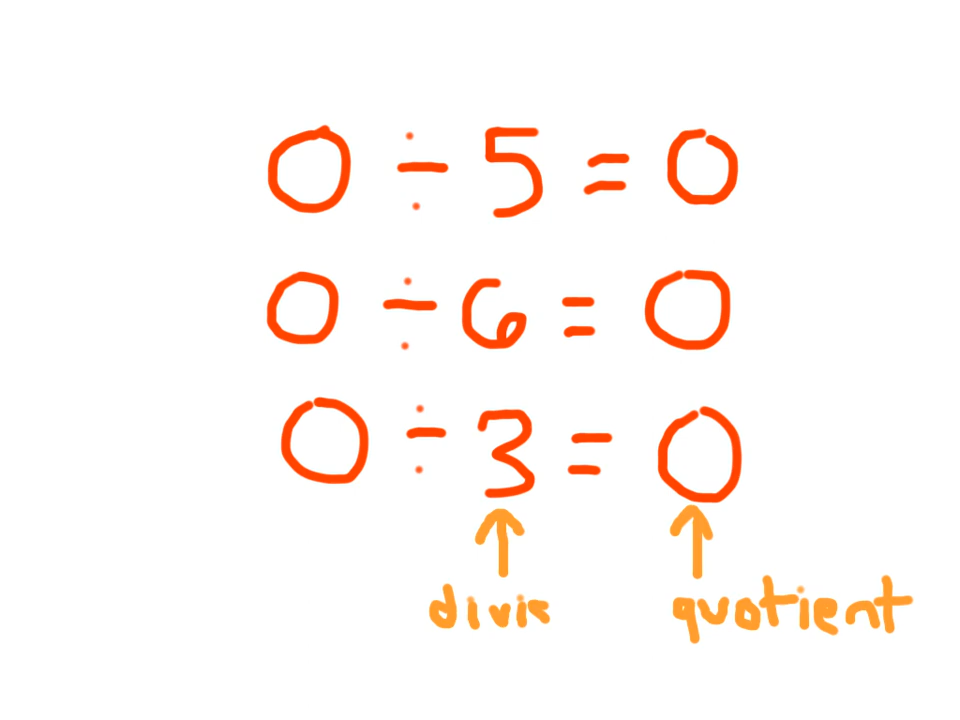 0 ÷ 5 = 0
0 ÷ 6 = 0
0 ÷ 3 = 0
divis quotient